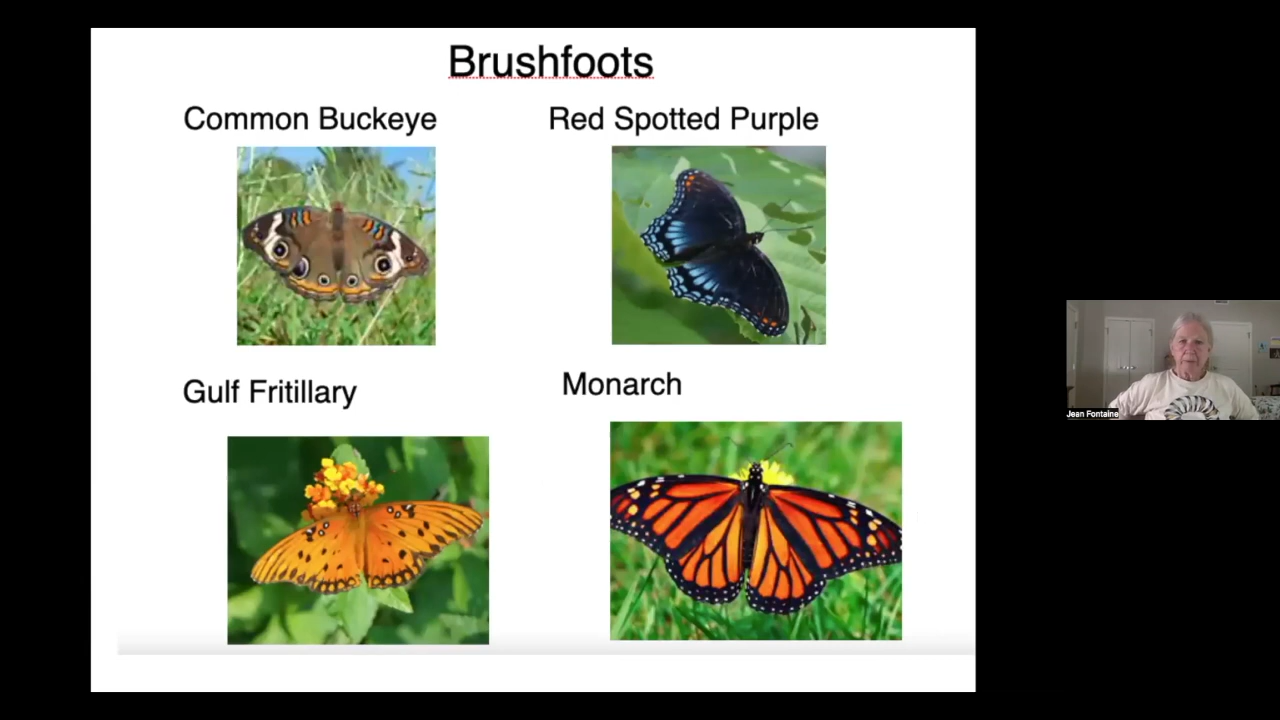 Brushfoots
Common Buckeye
Red Spotted Purple
Gulf Fritillary
Monarch
Jean Fontaine